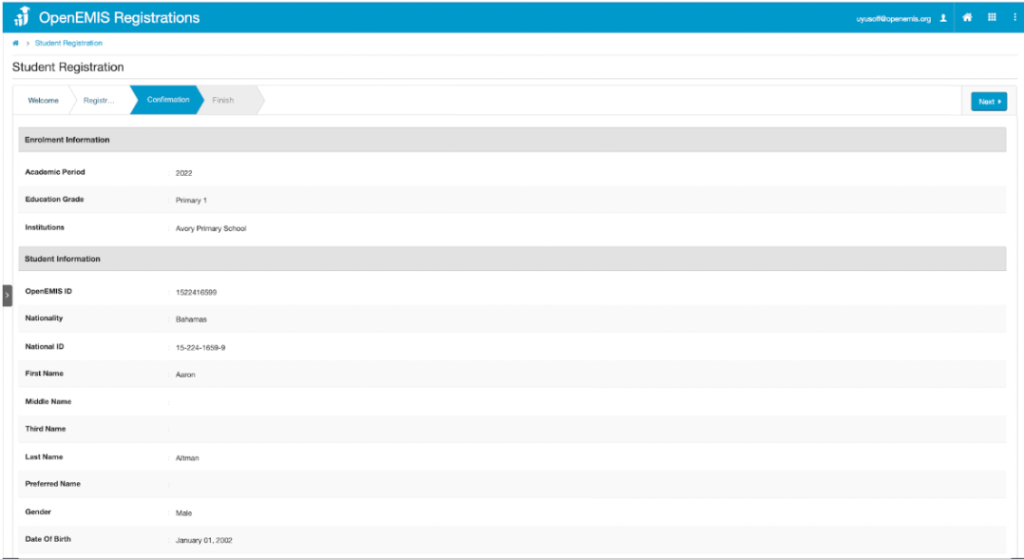 OpenEMIS Registrations
uyusoff@openemis.org
Student Registration
Student Registration
Welcome
Registr...
Confirmation
Finish
Next
Enrolment Information
Academic Period : 2022
Education Grade : Primary 1
Institutions : Avory Primary School
Student Information
OpenEMIS ID : 1522416599
Nationality : Bahamas
National ID : 15-224-1659-9
First Name : Aaron
Middle Name :
Third Name :
Last Name : Altman
Preferred Name :
Gender : Male
Date Of Birth : January 01, 2002